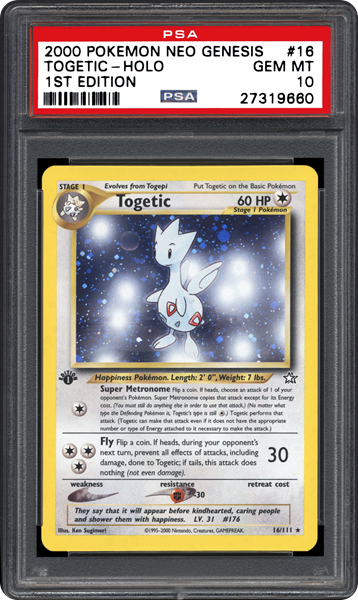 PSA
2000 POKEMON NEO GENESIS #16
TOGETIC - HOLO GEM MT
1ST EDITION PSA 10
27319660
STAGE 1 Evolves from Togepi Put Togetic on the Basic Pokémon
Togetic 60 HP
Stage 1 Pokémon
Happiness Pokémon. Length: 2' 0", Weight: 7 lbs.
Super Metronome Flip a coin. If heads, choose an attack of 1 of your
opponent's Pokémon. Super Metronome copies that attack except for its Energy
cost. (You must still do anything else in order to use that attack.) (No matter what
type the Defending Pokémon is, Togetic's type is still.) Togetic performs that
attack. (Togetic can make that attack even if it does not have the appropriate
number or type of Energy attached to it necessary to make the attack.)
Fly Flip a coin. If heads, during your opponent's
next turn, prevent all effects of attacks, including
damage, done to Togetic; if tails, this attack does
nothing (not even damage). 30
weakness resistance retreat cost
-30
It is said that it will appear before kindhearted, caring people
and shower them with happiness. LV. 31 #176
Illus. Ken Sugimori ©1995-2000 Nintendo, Creatures, GAMEFREAK. 16/111 ★